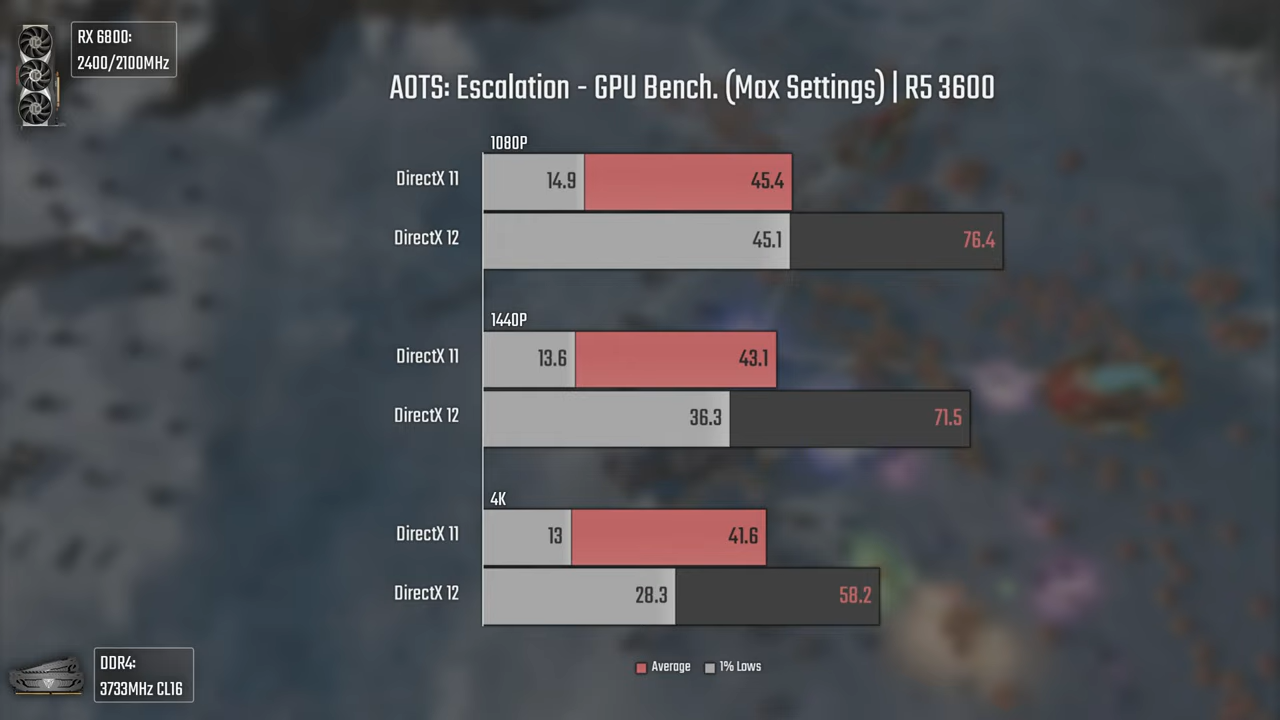 RX 6800:
2400/2100MHz
AOTS: Escalation - GPU Bench. (Max Settings) | R5 3600
1080P
DirectX 11 14.9 45.4
DirectX 12 45.1 76.4
1440P
DirectX 11 13.6 43.1
DirectX 12 36.3 71.5
4K
DirectX 11 13 41.6
DirectX 12 28.3 58.2
Average 1% Lows
DDR4:
3733MHz CL16